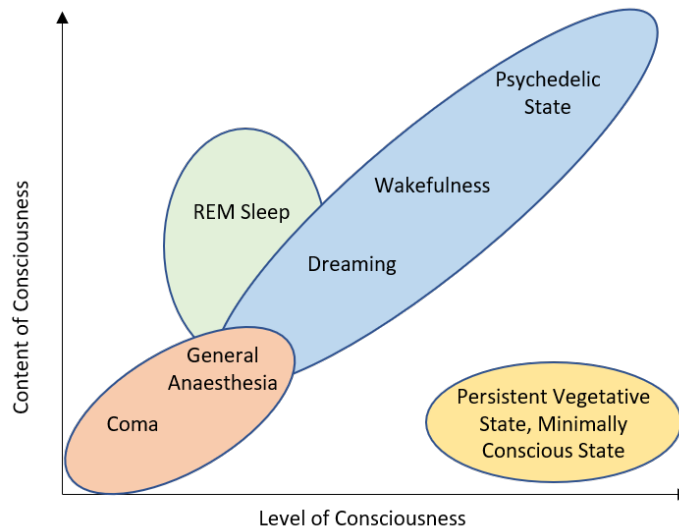 Content of Consciousness
Psychedelic
State
Wakefulness
REM Sleep
Dreaming
General
Anaesthesia
Coma
Persistent Vegetative
State, Minimally
Conscious State
Level of Consciousness